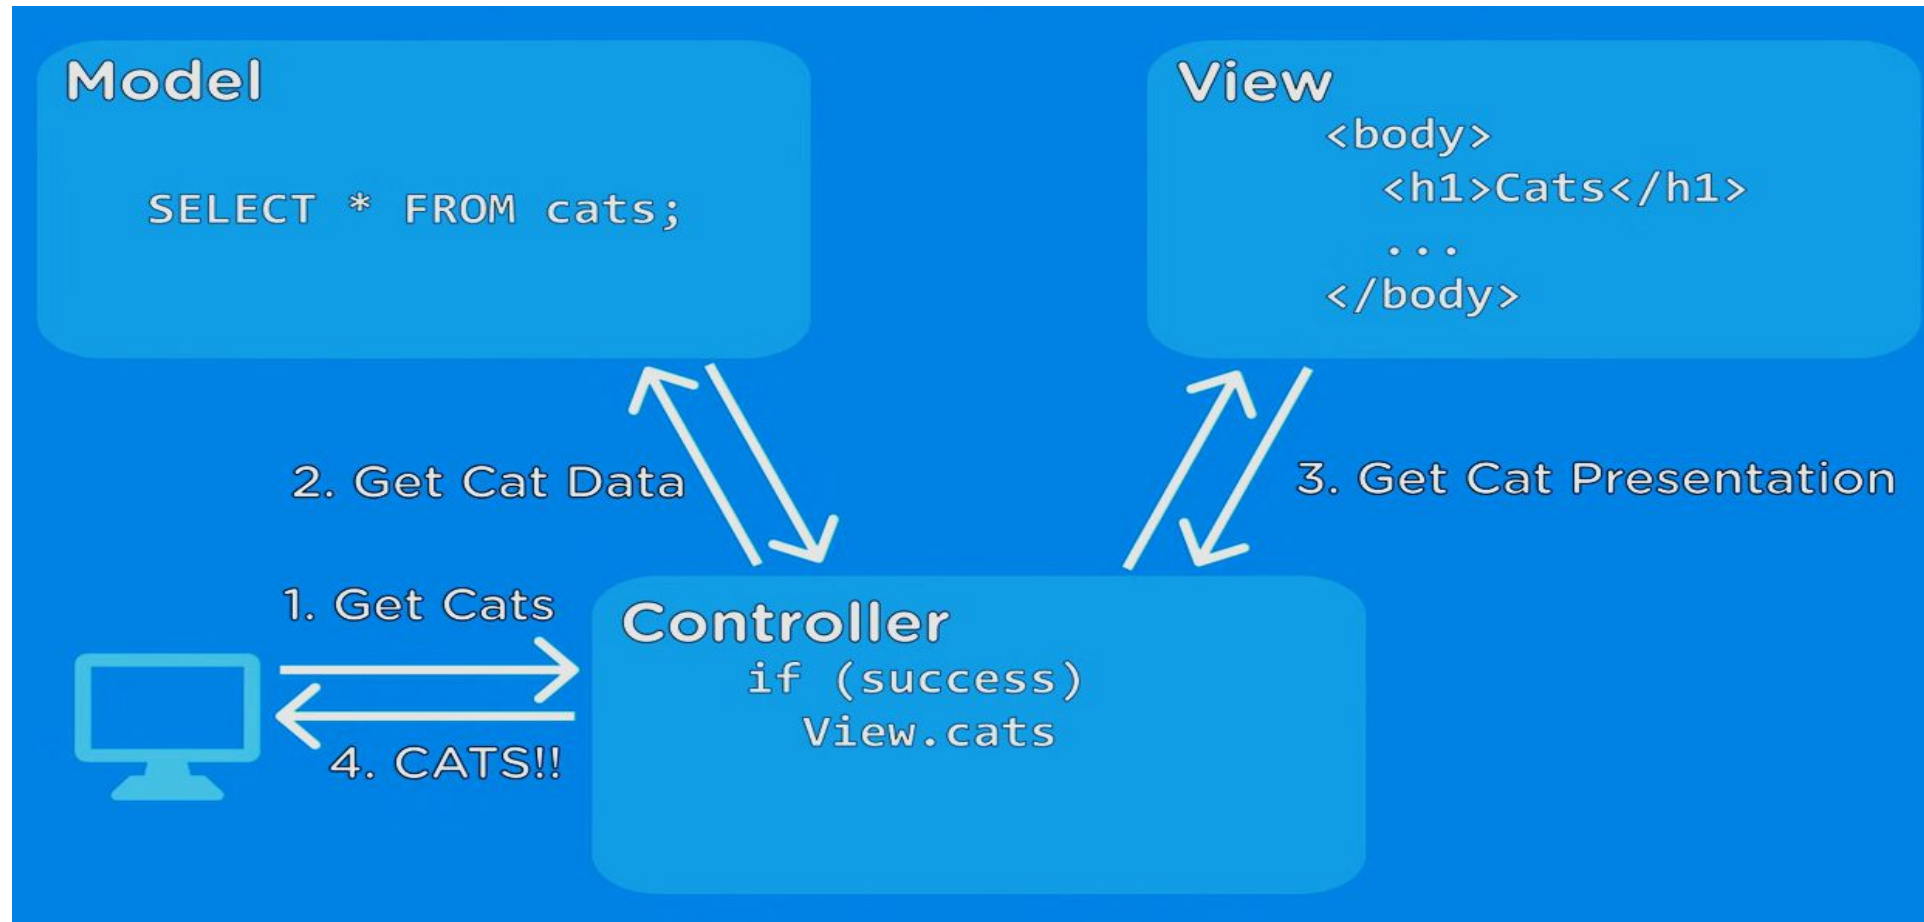 Model
SELECT * FROM cats;
View
<body>
<h1>Cats</h1>
...
</body>
2. Get Cat Data
3. Get Cat Presentation
1. Get Cats
4. CATS!!
Controller
if (success)
View.cats